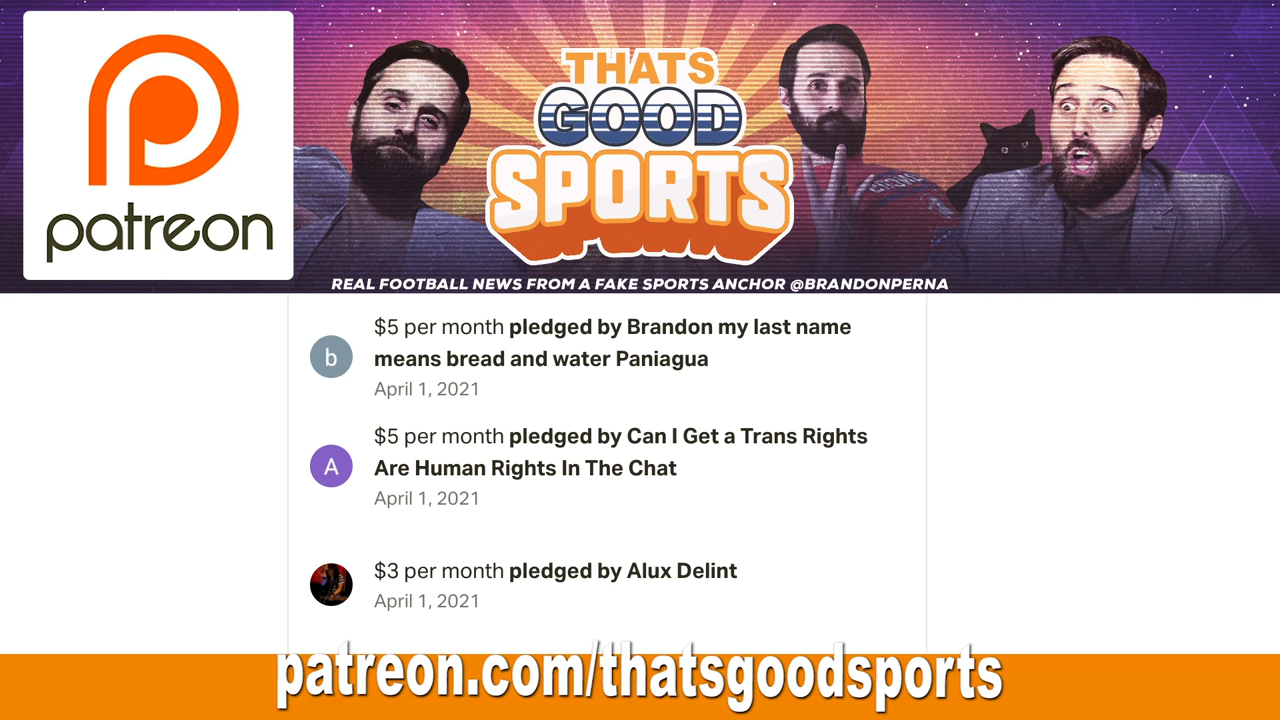 patreon
THATS
GOOD
SPORTS
REAL FOOTBALL NEWS FROM A FAKE SPORTS ANCHOR @BRANDONPERNA
$5 per month pledged by Brandon my last name
b
means bread and water Paniagua
April 1, 2021
$5 per month pledged by Can I Get a Trans Rights
A
Are Human Rights In The Chat
April 1, 2021
$3 per month pledged by Alux Delint
April 1, 2021
patreon.com/thatsgoodsports